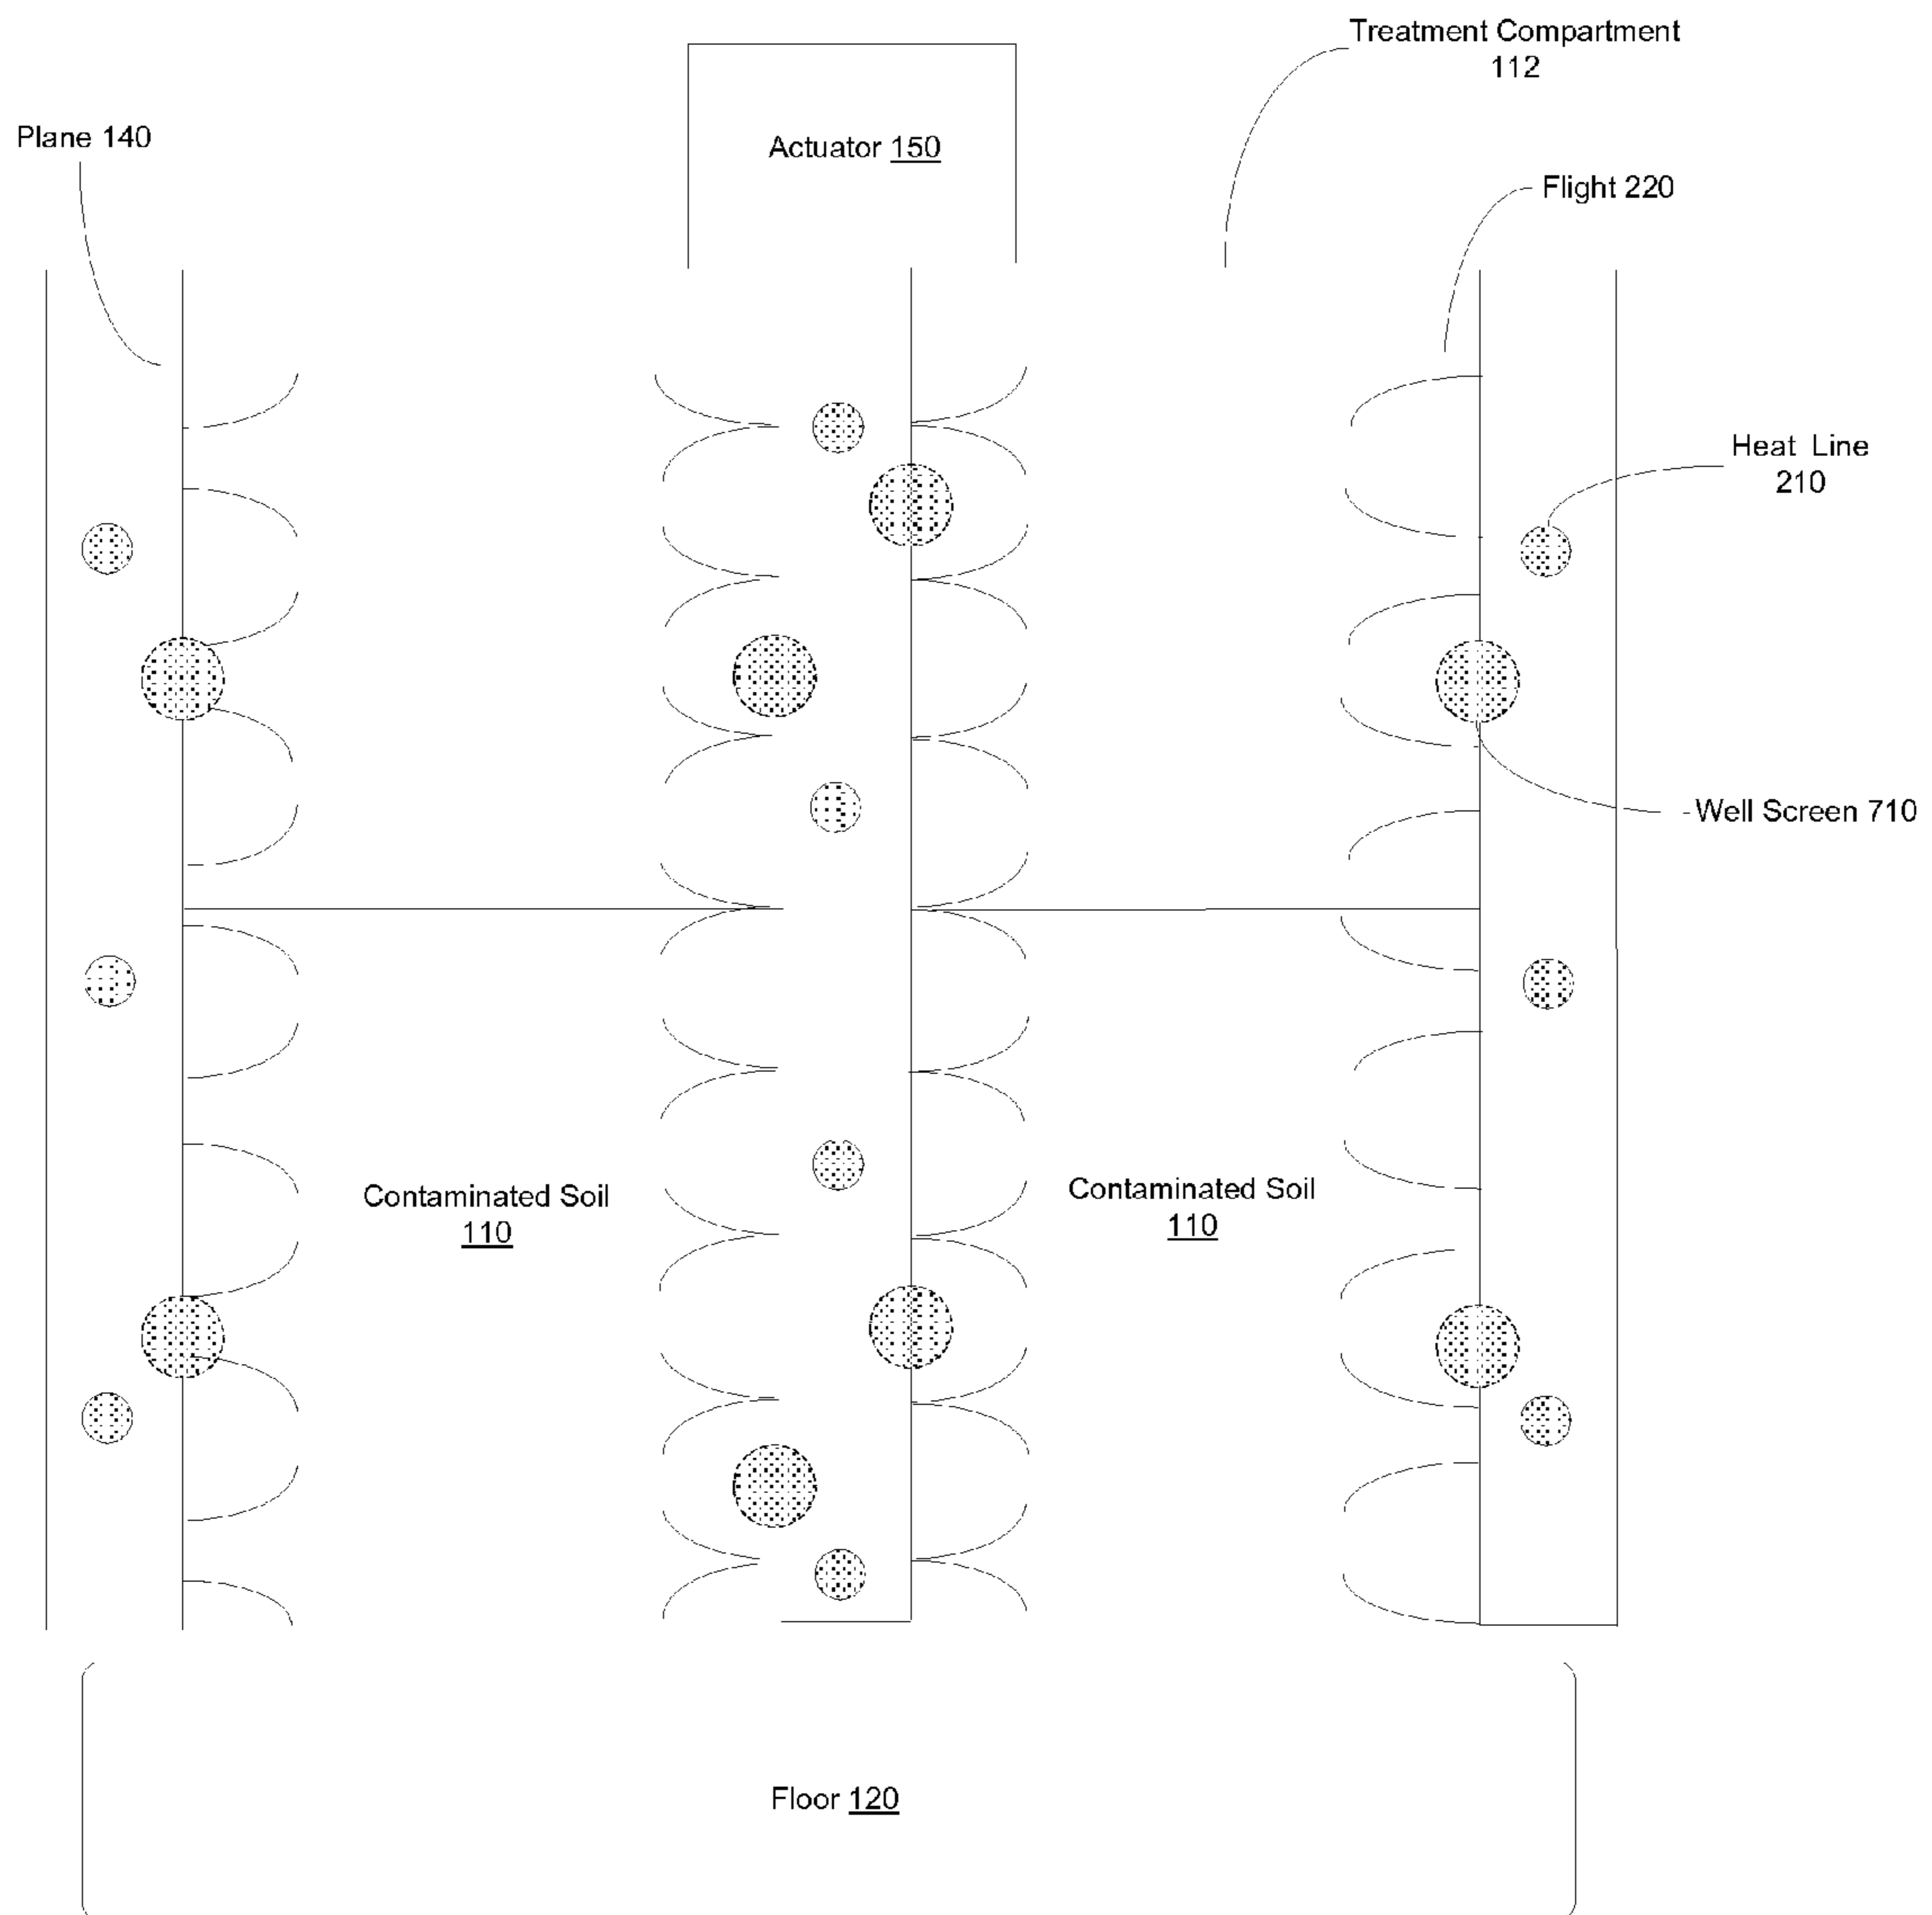 Treatment Compartment
112
Plane 140
Actuator 150
Flight 220
Heat Line
210
Well Screen 710
Contaminated Soil
110
Contaminated Soil
110
Floor 120